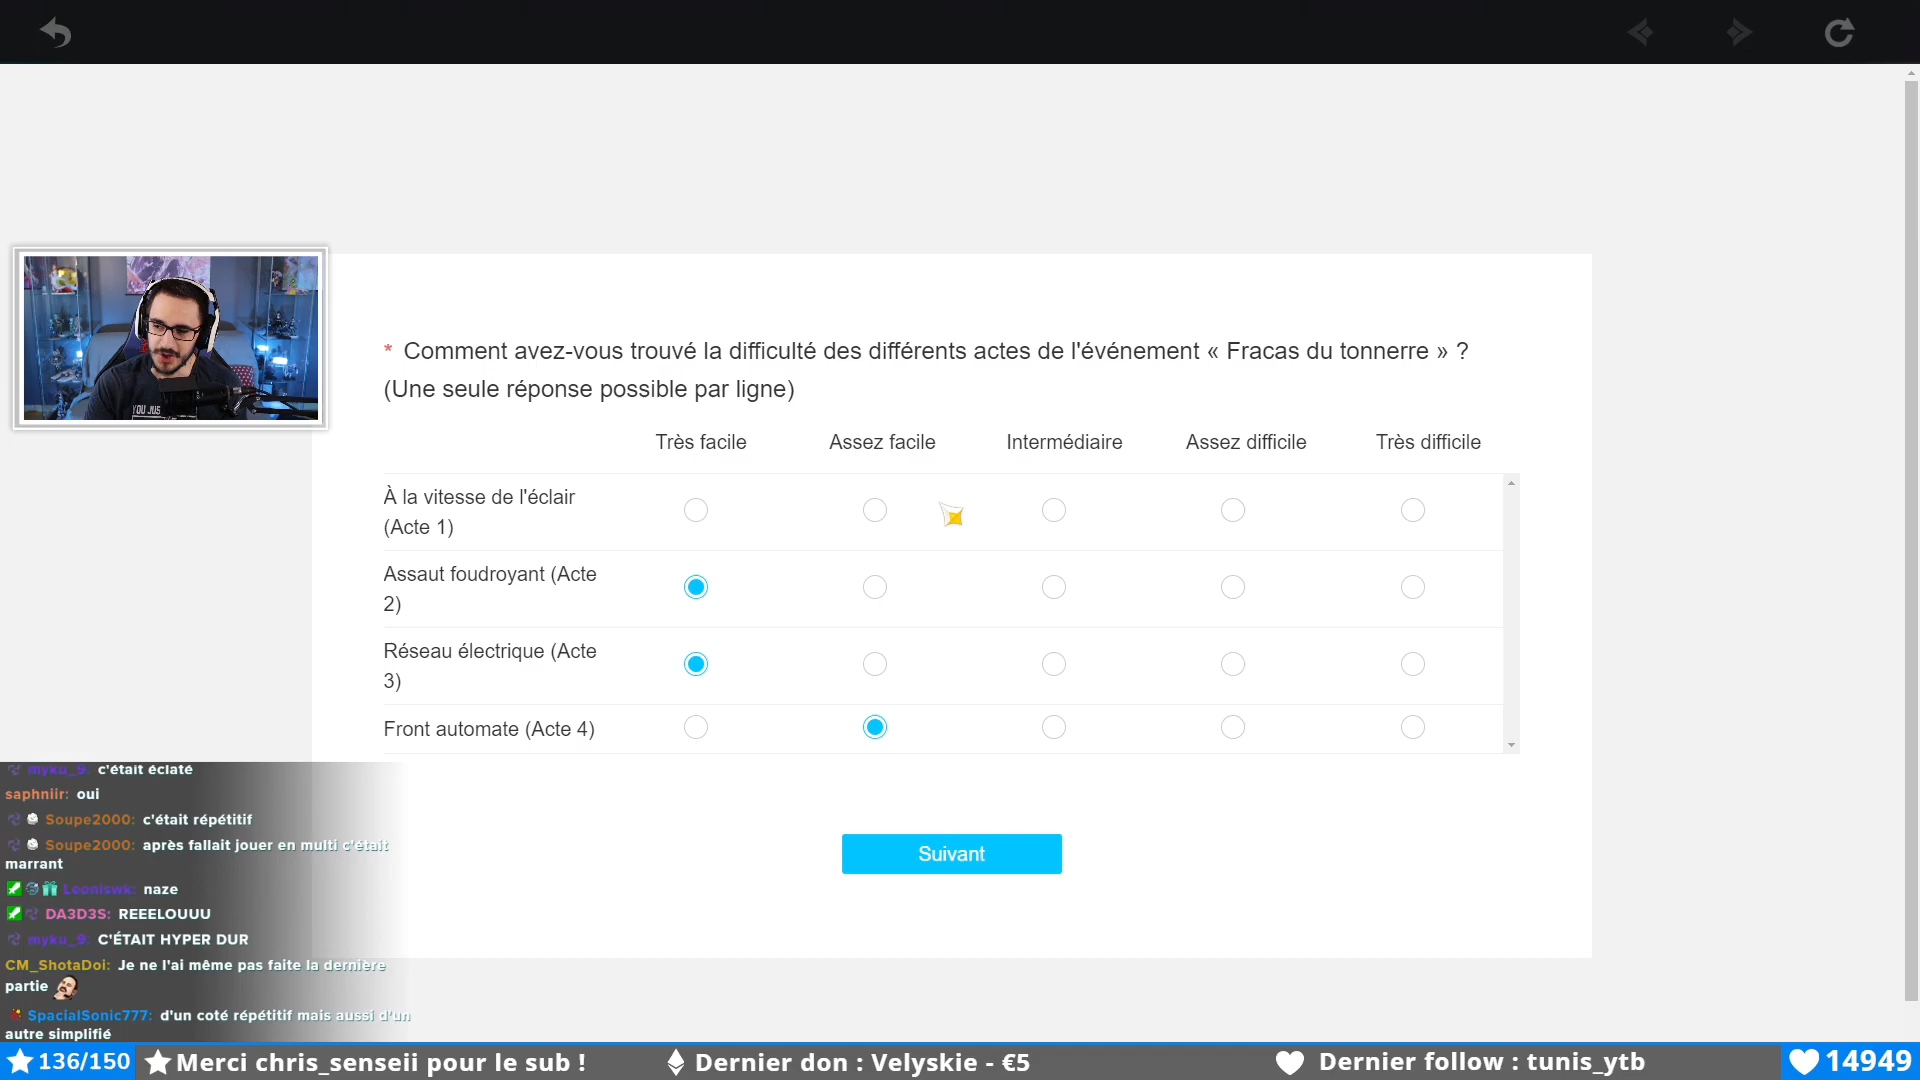 * Comment avez-vous trouvé la difficulté des différents actes de l'événement « Fracas du tonnerre » ?
(Une seule réponse possible par ligne)
Très facile Assez facile Intermédiaire Assez difficile Très difficile
À la vitesse de l'éclair
(Acte 1)
Assaut foudroyant (Acte
2)
Réseau électrique (Acte
3)
Front automate (Acte 4)
Suivant
YOU JUS
myku_9: c'était éclaté
saphniir: oui
Soupe2000: c'était répétitif
Soupe2000: après fallait jouer en multi c'était
marrant
Leoniswk: naze
DA3D3S: REEELOUUU
myku_9: C'ÉTAIT HYPER DUR
CM_ShotaDoi: Je ne l'ai même pas faite la dernière
partie
SpacialSonic777: d'un coté répétitif mais aussi d'un
autre simplifié
136/150 Merci chris_senseii pour le sub ! Dernier don : Velyskie - €5 Dernier follow : tunis_ytb 14949